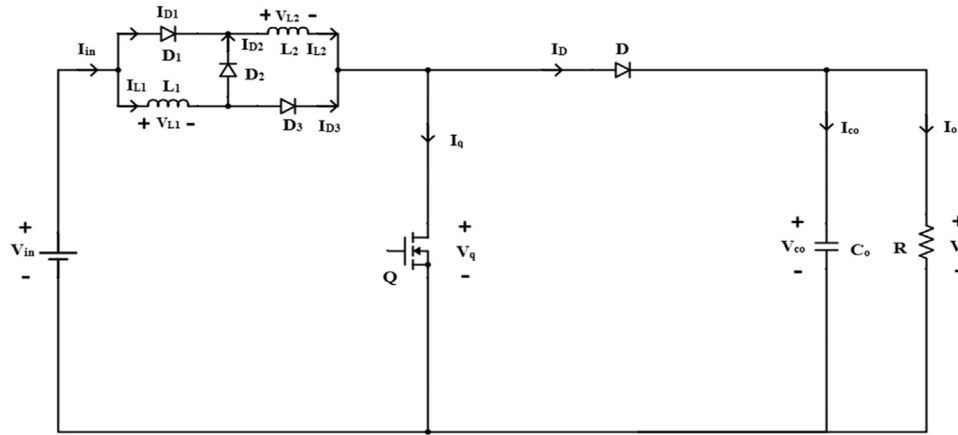 ID1
+ VL2 -
Iin
D1
ID2
L2
IL2
ID
D
IL1
L1
D2
+ VL1 -
D3
ID3
Iq
Ico
Io
+
Vin
-
Q
+
Vq
-
+
Vco
-
Co
R
+
V
-